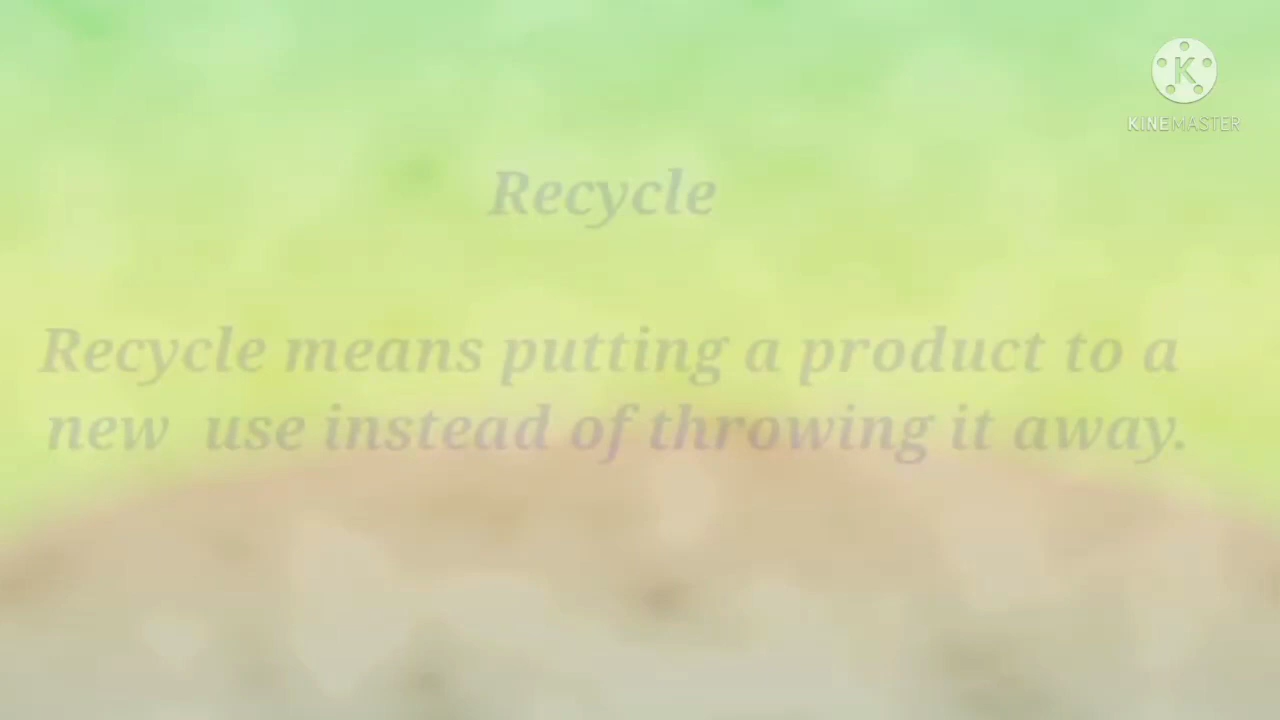 K
KINEMASTER
Recycle
Recycle means putting a product to a
new use instead of throwing it away.